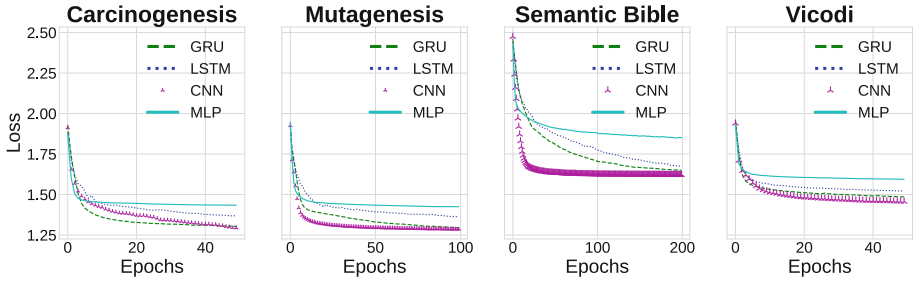 Carcinogenesis
Mutagenesis
Semantic Bible
Vicodi
Loss
2.50
2.25
2.00
1.75
1.50
1.25
GRU
LSTM
CNN
MLP
GRU
LSTM
CNN
MLP
GRU
LSTM
CNN
MLP
GRU
LSTM
CNN
MLP
0 20 40
0 50 100
0 100 200
0 20 40
Epochs
Epochs
Epochs
Epochs